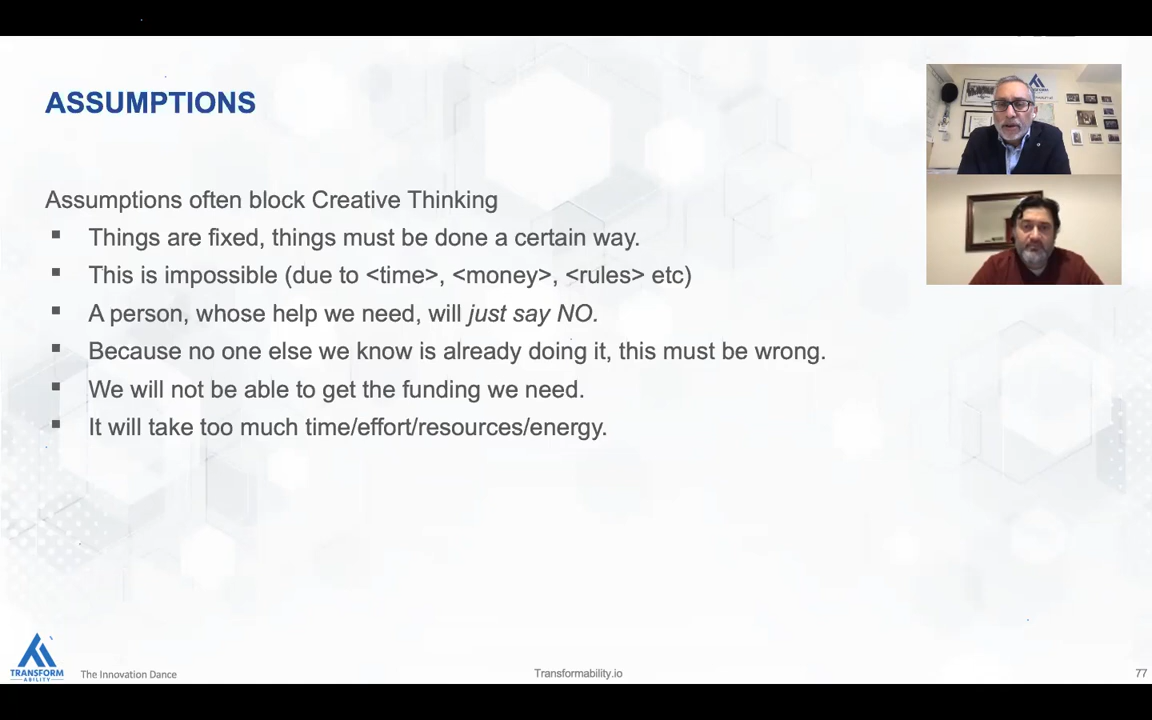 ASSUMPTIONS
Assumptions often block Creative Thinking
▪ Things are fixed, things must be done a certain way.
▪ This is impossible (due to <time>, <money>, <rules> etc)
▪ A person, whose help we need, will just say NO.
▪ Because no one else we know is already doing it, this must be wrong.
▪ We will not be able to get the funding we need.
▪ It will take too much time/effort/resources/energy.
TRANSFORM
ABILITY
The Innovation Dance
Transformability.io
77